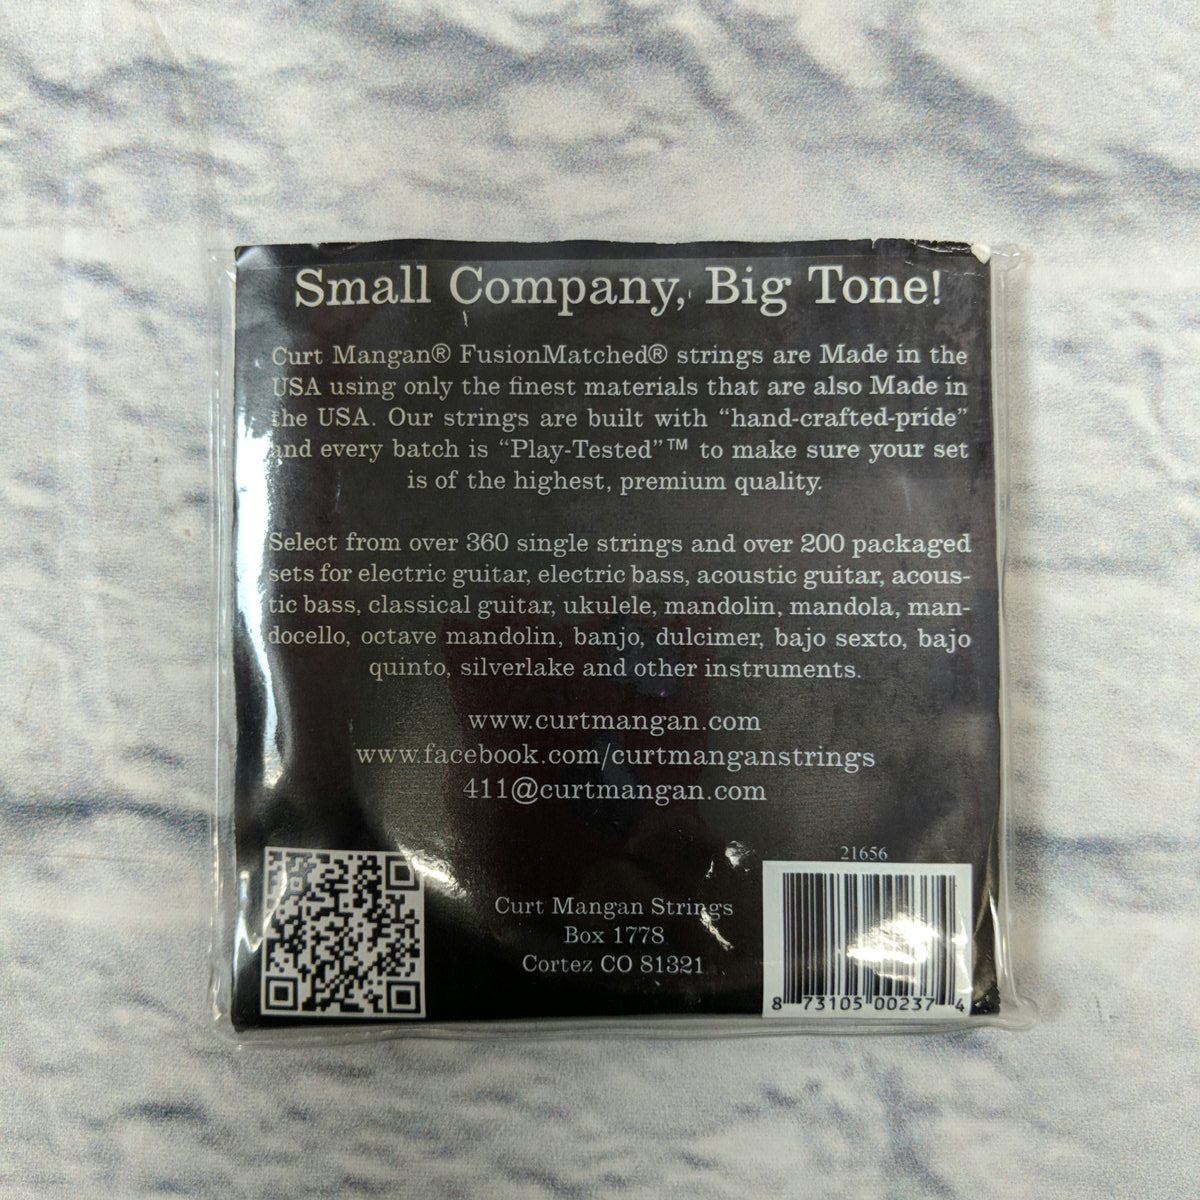 Small Company, Big Tone!
Curt Mangan® FusionMatched® strings are Made in the
USA using only the finest materials that are also Made in
the USA. Our strings are built with “hand-crafted-pride”
and every batch is “Play-Tested”™ to make sure your set
is of the highest, premium quality.
Select from over 360 single strings and over 200 packaged
sets for electric guitar, electric bass, acoustic guitar, acous-
tic bass, classical guitar, ukulele, mandolin, mandola, man-
docello, octave mandolin, banjo, dulcimer, bajo sexto, bajo
quinto, silverlake and other instruments.
www.curtmangan.com
www.facebook.com/curtmanganstrings
411@curtmangan.com
Curt Mangan Strings
Box 1778
Cortez CO 81321
21656
8 73105 00237 4